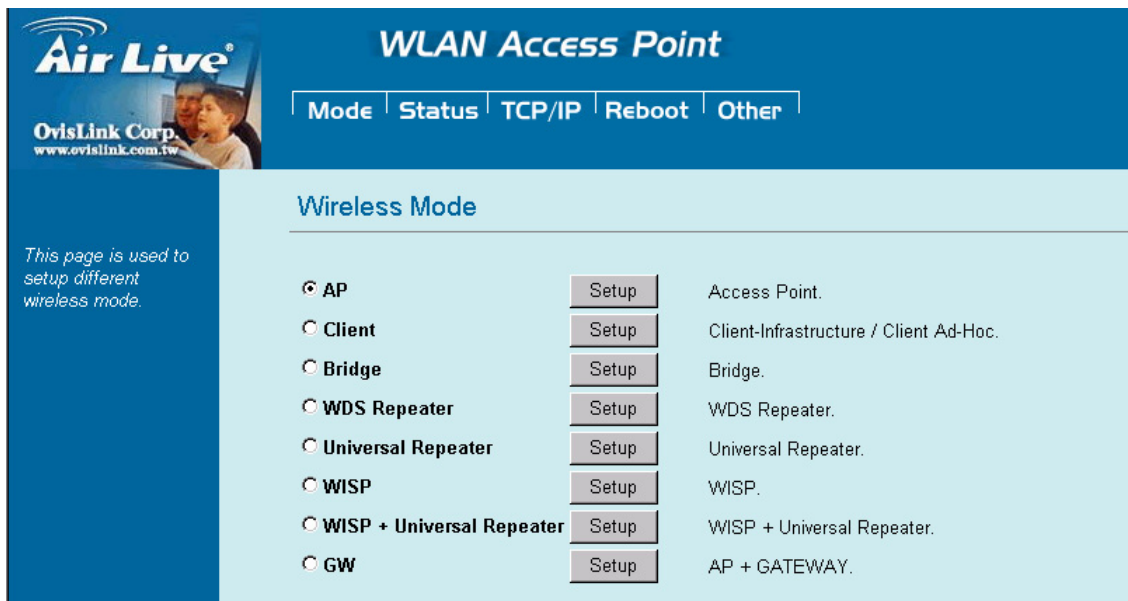 Air Live®
OvisLink Corp.
www.ovislink.com.tw
WLAN Access Point
Mode Status TCP/IP Reboot Other
This page is used to
setup different
wireless mode.
Wireless Mode
AP Setup Access Point.
Client Setup Client-Infrastructure / Client Ad-Hoc.
Bridge Setup Bridge.
WDS Repeater Setup WDS Repeater.
Universal Repeater Setup Universal Repeater.
WISP Setup WISP.
WISP + Universal Repeater Setup WISP + Universal Repeater.
GW Setup AP + GATEWAY.